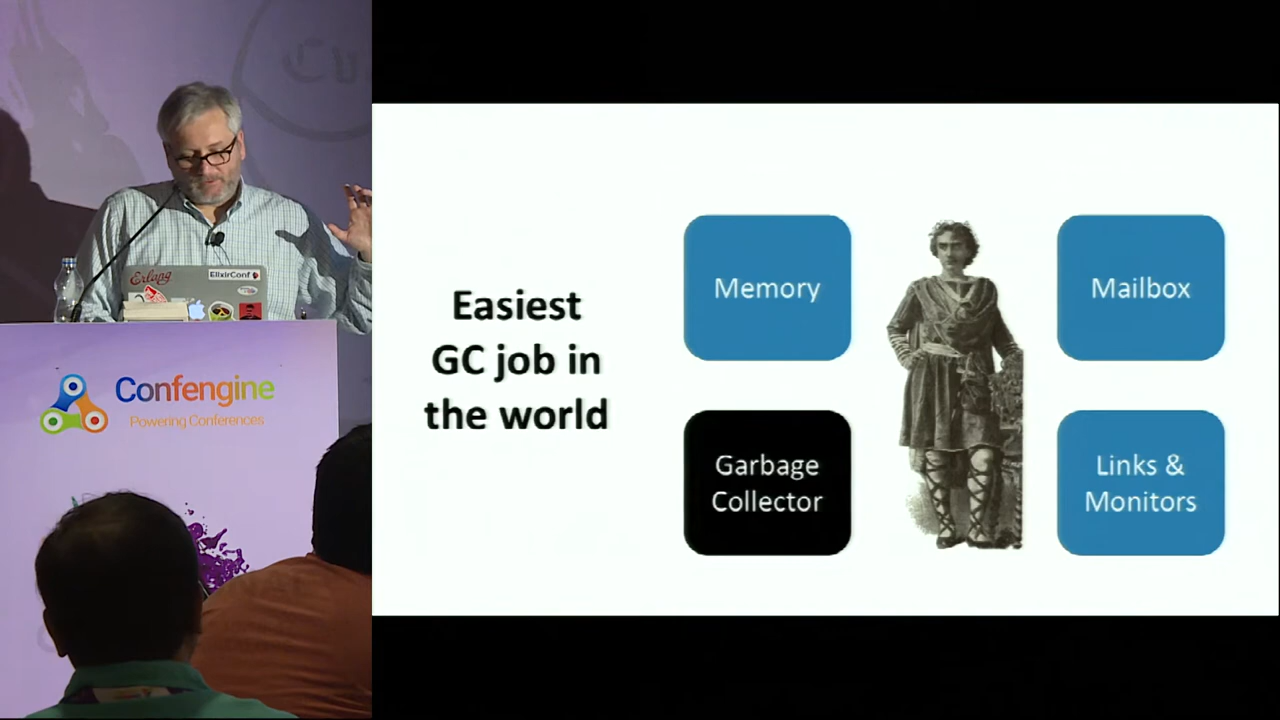 Erlang
ElixirConf
Confengine
Powering Conferences
Easiest
GC job in
the world
Memory
Mailbox
Garbage
Collector
Links &
Monitors